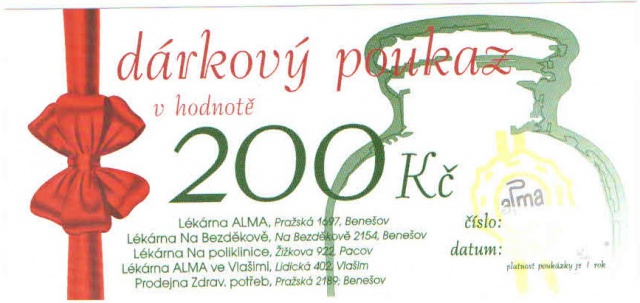 dárkový poukaz
v hodnotě
200 Kč
alma
Lékárna ALMA, Pražská 1697, Benešov
Lékárna Na Bezděkově, Na Bezděkově 2154, Benešov
Lékárna Na poliklinice, Žižkova 922, Pacov
Lékárna ALMA ve Vlašimi, Lidická 402, Vlašim
Prodejna Zdrav. potřeb, Pražská 2189, Benešov
číslo:
datum:
platnost poukázky je 1 rok